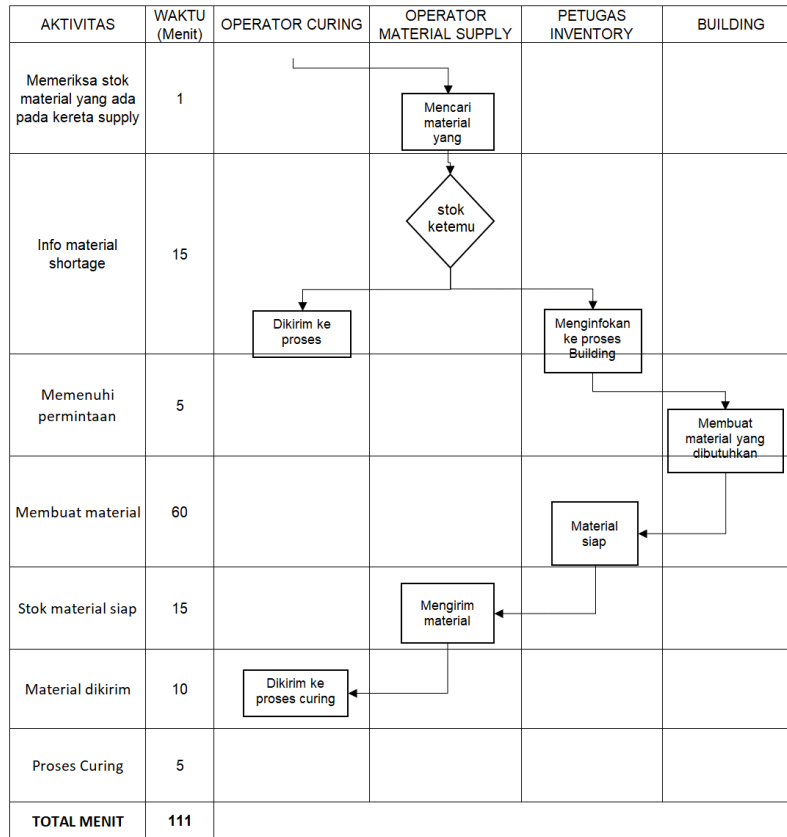 AKTIVITAS
WAKTU
(Menit)
OPERATOR CURING
OPERATOR
MATERIAL SUPPLY
PETUGAS
INVENTORY
BUILDING
Memeriksa stok
material yang ada
pada kereta supply
1
Mencari
material
yang
Info material
shortage
15
stok
ketemu
Dikirim ke
proses
Menginfokan
ke proses
Building
Memenuhi
permintaan
5
Membuat
material yang
dibutuhkan
Membuat material
60
Material
siap
Stok material siap
15
Mengirim
material
Material dikirim
10
Dikirim ke
proses curing
Proses Curing
5
TOTAL MENIT
111